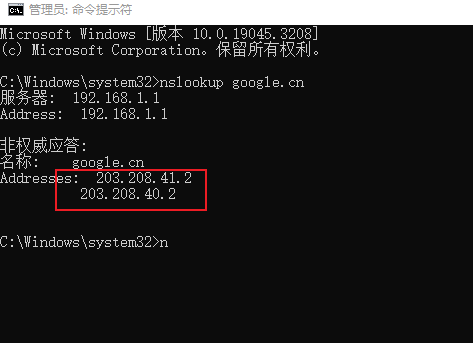 管理员: 命令提示符
Microsoft Windows [版本 10.0.19045.3208]
(c) Microsoft Corporation。保留所有权利。
C:\Windows\system32>nslookup google.cn
服务器:  192.168.1.1
Address:  192.168.1.1
非权威应答:
名称:    google.cn
Addresses:  203.208.41.2
203.208.40.2
C:\Windows\system32>n